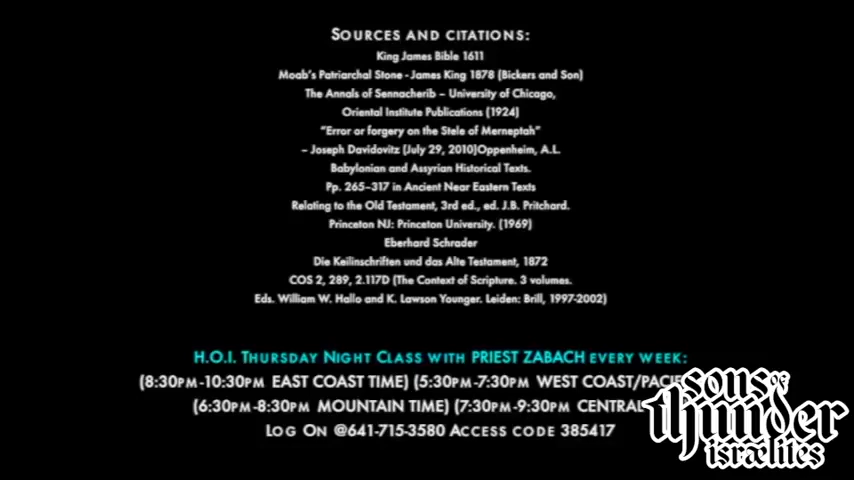 SOURCES AND CITATIONS:
King James Bible 1611
Moab's Patriarchal Stone - James King 1878 (Bickers and Son)
The Annals of Sennacherib – University of Chicago,
Oriental Institute Publications (1924)
"Error or forgery on the Stele of Merneptah"
– Joseph Davidovitz (July 29, 2010)Oppenheim, A.L.
Babylonian and Assyrian Historical Texts.
Pp. 265–317 in Ancient Near Eastern Texts
Relating to the Old Testament, 3rd ed., ed. J.B. Pritchard.
Princeton NJ: Princeton University. (1969)
Eberhard Schrader
Die Keilinschriften und das Alte Testament, 1872
COS 2, 289, 2.117D (The Context of Scripture. 3 volumes.
Eds. William W. Hallo and K. Lawson Younger. Leiden: Brill, 1997-2002)
H.O.I. THURSDAY NIGHT CLASS WITH PRIEST ZABACH EVERY WEEK:
(8:30PM-10:30PM EAST COAST TIME) (5:30PM-7:30PM WEST COAST/PACI
(6:30PM-8:30PM MOUNTAIN TIME) (7:30PM-9:30PM CENTRAL
LOG ON @641-715-3580 ACCESS CODE 385417
sons of
thunder
israelites